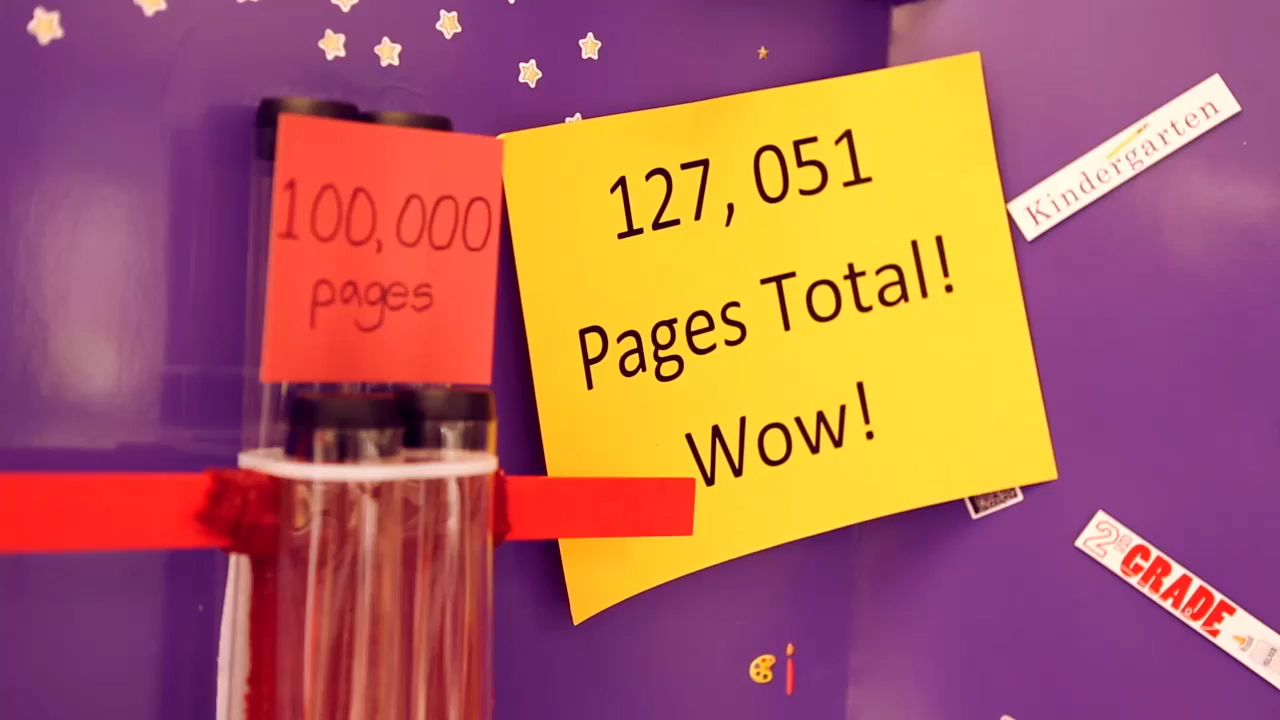 100,000
pages
127, 051
Pages Total!
Wow!
Kindergarten
2ND GRADE